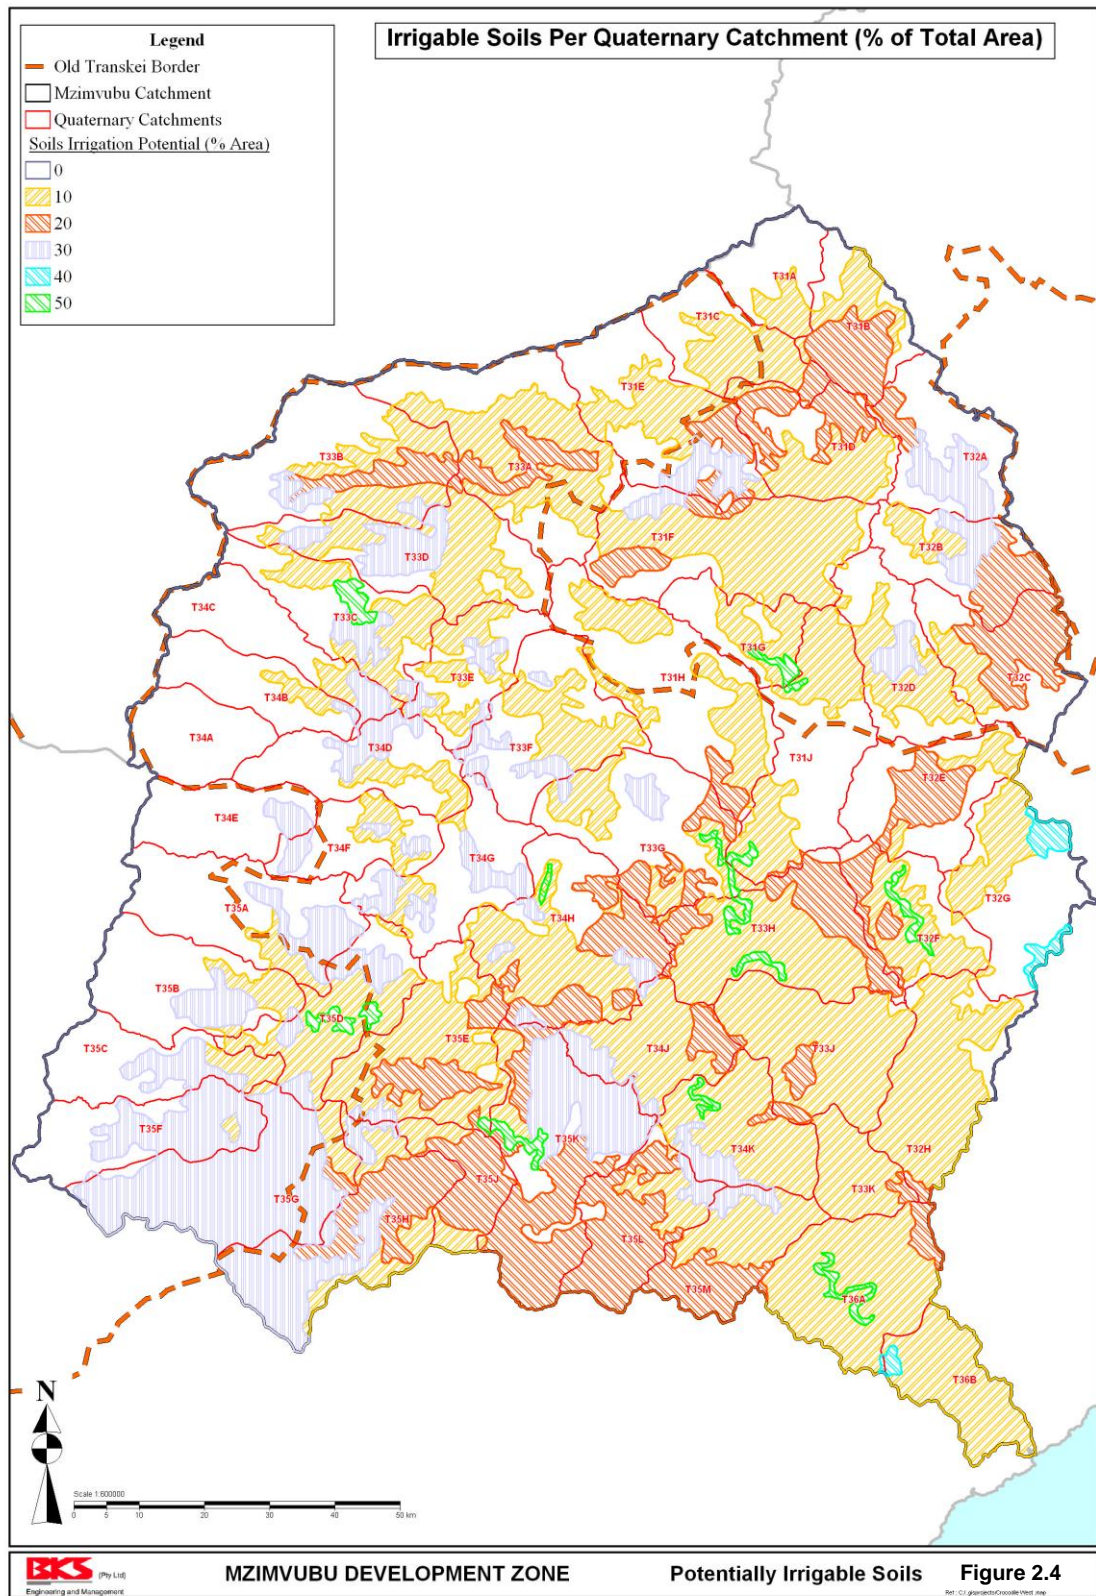 Irrigable Soils Per Quaternary Catchment (% of Total Area)
Legend
Old Transkei Border
Mzimvubu Catchment
Quaternary Catchments
Soils Irrigation Potential (% Area)
0
10
20
30
40
50
T31A
T31C
T31B
T31E
T31D
T32A
T33B
T33A
T31F
T32B
T33D
T34C
T33C
T31G
T33E
T31H
T32C
T32D
T34B
T34A
T34D
T33F
T31J
T32E
T34E
T34F
T34G
T33G
T32G
T35A
T34H
T33H
T32F
T35B
T35D
T35C
T35E
T34J
T33J
T35F
T35K
T34K
T32H
T35J
T33K
T35G
T35H
T35L
T35M
T36A
T36B
N
Scale 1:600000
0 5 10 20 30 40 50 km
BKS (Pty Ltd)
Engineering and Management
MZIMVUBU DEVELOPMENT ZONE
Potentially Irrigable Soils
Figure 2.4